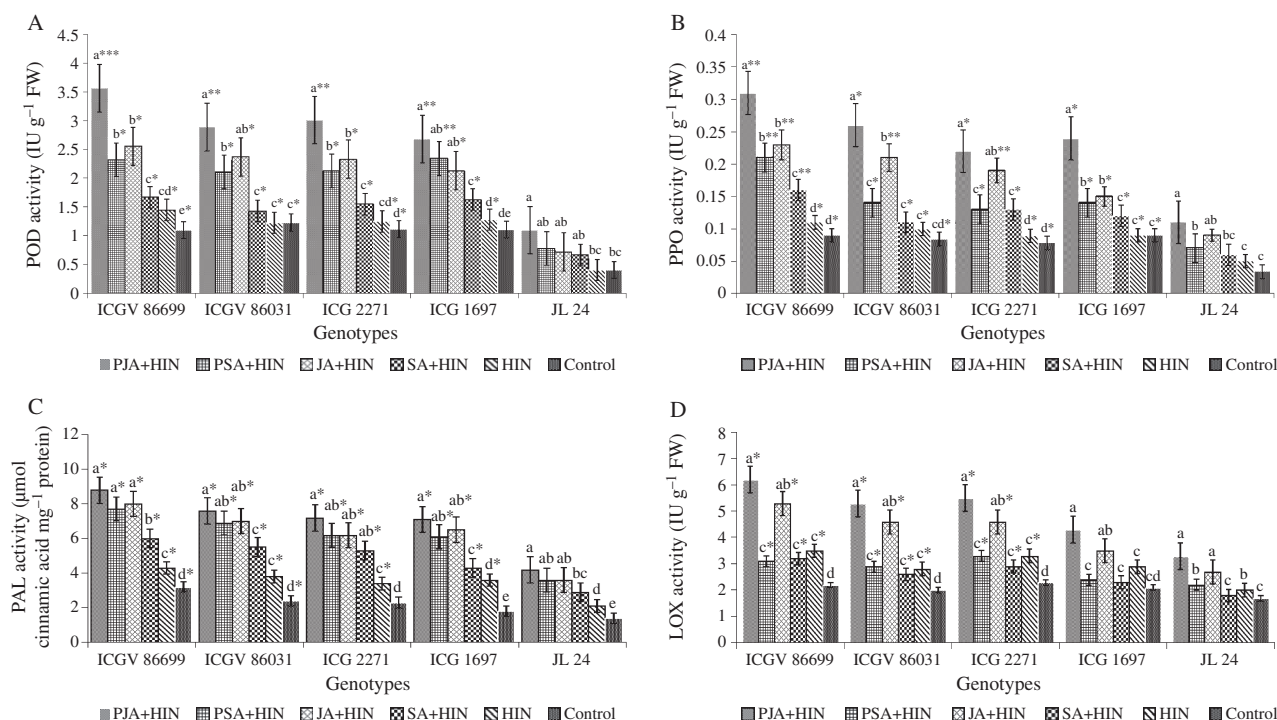 A
POD activity (IU g⁻¹ FW)
4.5
4
3.5
3
2.5
2
1.5
1
0.5
0
a*** b* b* c* cd* e*
a** b* ab* c* c* c*
a** b* b* c* cd* d*
a** ab** ab* c* d* de
a ab ab ab bc bc
ICGV 86699 ICGV 86031 ICG 2271 ICG 1697 JL 24
Genotypes
PJA+HIN PSA+HIN JA+HIN SA+HIN HIN Control
B
PPO activity (IU g⁻¹ FW)
0.4
0.35
0.3
0.25
0.2
0.15
0.1
0.05
0
a** b** b** c** d* d*
a* c* b** c* c* cd*
a* c* ab** c* d* d*
a* b* b* c* c* c*
a b ab c c c
ICGV 86699 ICGV 86031 ICG 2271 ICG 1697 JL 24
Genotypes
PJA+HIN PSA+HIN JA+HIN SA+HIN HIN Control
C
PAL activity (μmol
cinnamic acid mg⁻¹ protein)
12
10
8
6
4
2
0
a* a* a* b* c* d*
a* ab* ab* c* c* d*
a* ab* ab* ab* c* d
a* ab* ab* c* c* e
a ab ab bc d e
ICGV 86699 ICGV 86031 ICG 2271 ICG 1697 JL 24
Genotypes
PJA+HIN PSA+HIN JA+HIN SA+HIN HIN Control
D
LOX activity (IU g⁻¹ FW)
8
7
6
5
4
3
2
1
0
a* c* ab* c* c* d
a* c* ab* c* c* d
a* c* ab* c* c* d
a c ab c c cd
a b a c b c
ICGV 86699 ICGV 86031 ICG 2271 ICG 1697 JL 24
Genotypes
PJA+HIN PSA+HIN JA+HIN SA+HIN HIN Control